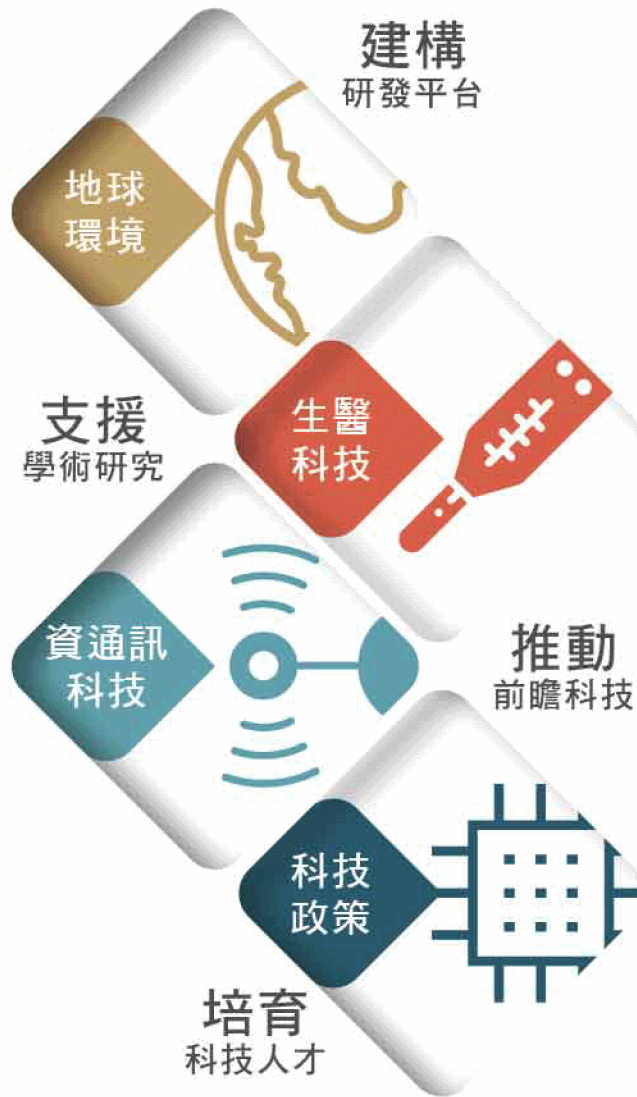 建構
研發平台
地球
環境
支援
學術研究
生醫
科技
資通訊
科技
推動
前瞻科技
科技
政策
培育
科技人才